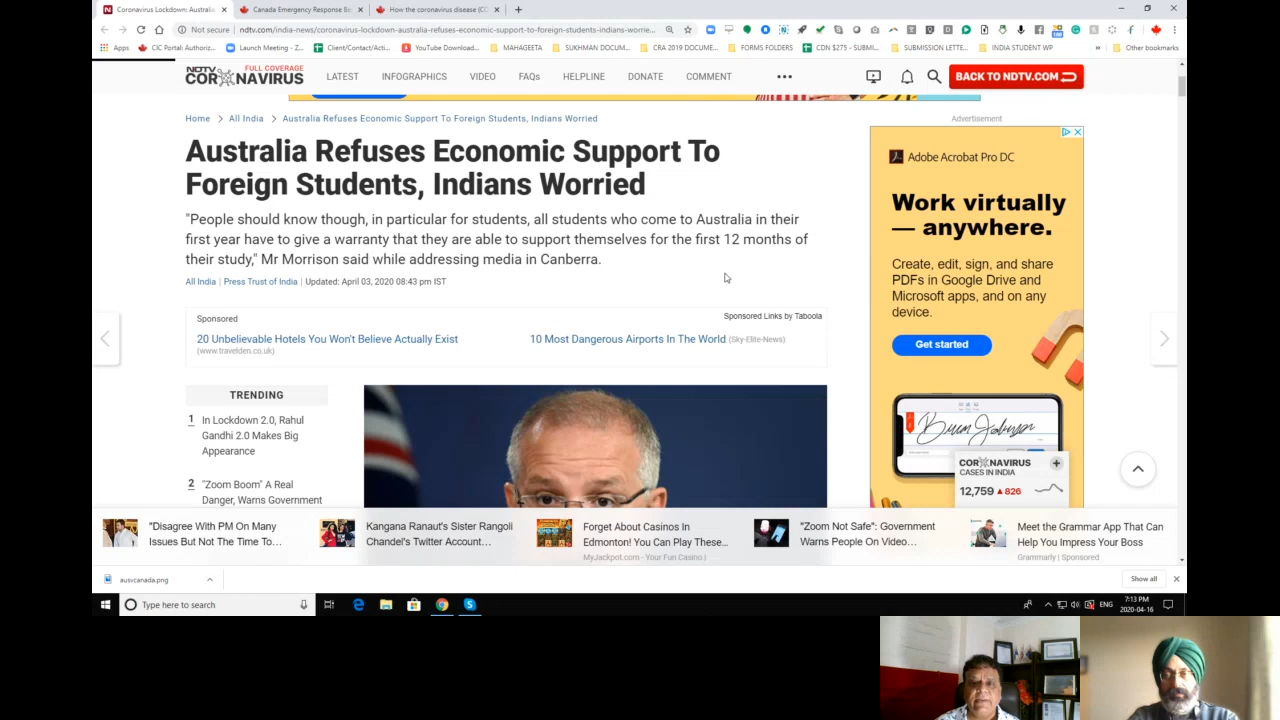 Coronavirus Lockdown: Australia
Canada Emergency Response Be
How the coronavirus disease (CO
Not secure | ndtv.com/india-news/coronavirus-lockdown-australia-refuses-economic-support-to-foreign-students-indians-worrie...
Apps
CIC Portal: Authoriz...
Launch Meeting - Z...
Client/Contact/Acti...
YouTube Download...
MAHAGEETA
SUKHMAN DOCUM...
CRA 2019 DOCUME...
FORMS FOLDERS
CDN $275 - SUBMI...
SUBMISSION LETTE...
INDIA STUDENT WP
»
Other bookmarks
NDTV FULL COVERAGE
CORONAVIRUS
LATEST
INFOGRAPHICS
VIDEO
FAQs
HELPLINE
DONATE
COMMENT
BACK TO NDTV.COM
Home > All India > Australia Refuses Economic Support To Foreign Students, Indians Worried
Australia Refuses Economic Support To
Foreign Students, Indians Worried
"People should know though, in particular for students, all students who come to Australia in their
first year have to give a warranty that they are able to support themselves for the first 12 months of
their study," Mr Morrison said while addressing media in Canberra.
All India | Press Trust of India | Updated: April 03, 2020 08:43 pm IST
Sponsored
Sponsored Links by Taboola
20 Unbelievable Hotels You Won't Believe Actually Exist
(www.travelden.co.uk)
10 Most Dangerous Airports In The World (Sky-Elite-News)
TRENDING
1 In Lockdown 2.0, Rahul
Gandhi 2.0 Makes Big
Appearance
2 "Zoom Boom" A Real
Danger, Warns Government
Advertisement
Adobe Acrobat Pro DC
Work virtually
— anywhere.
Create, edit, sign, and share
PDFs in Google Drive and
Microsoft apps, and on any
device.
Get started
CORONAVIRUS
CASES IN INDIA
12,759 ▲826
"Disagree With PM On Many
Issues But Not The Time To...
Kangana Ranaut's Sister Rangoli
Chandel's Twitter Account...
Forget About Casinos In
Edmonton! You Can Play These...
MyJackpot.com - Your Fun Casino |
"Zoom Not Safe": Government
Warns People On Video...
Meet the Grammar App That Can
Help You Impress Your Boss
Grammarly | Sponsored
ausvcanada.png
Show all
Type here to search
ENG
7:13 PM
2020-04-16